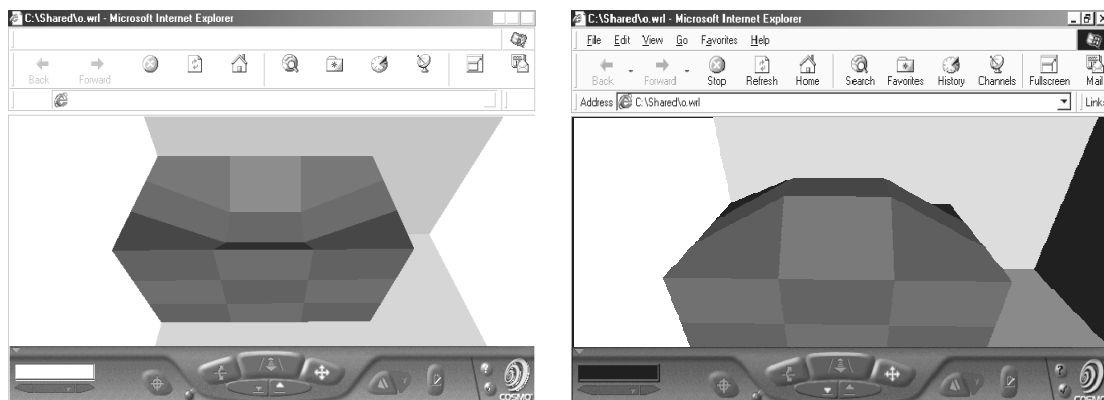 C:\Shared\o.wrl - Microsoft Internet Explorer
Back Forward
COSMO
C:\Shared\o.wrl - Microsoft Internet Explorer
File Edit View Go Favorites Help
Back Forward Stop Refresh Home Search Favorites History Channels Fullscreen Mail
Address C:\Shared\o.wrl Links
COSMO